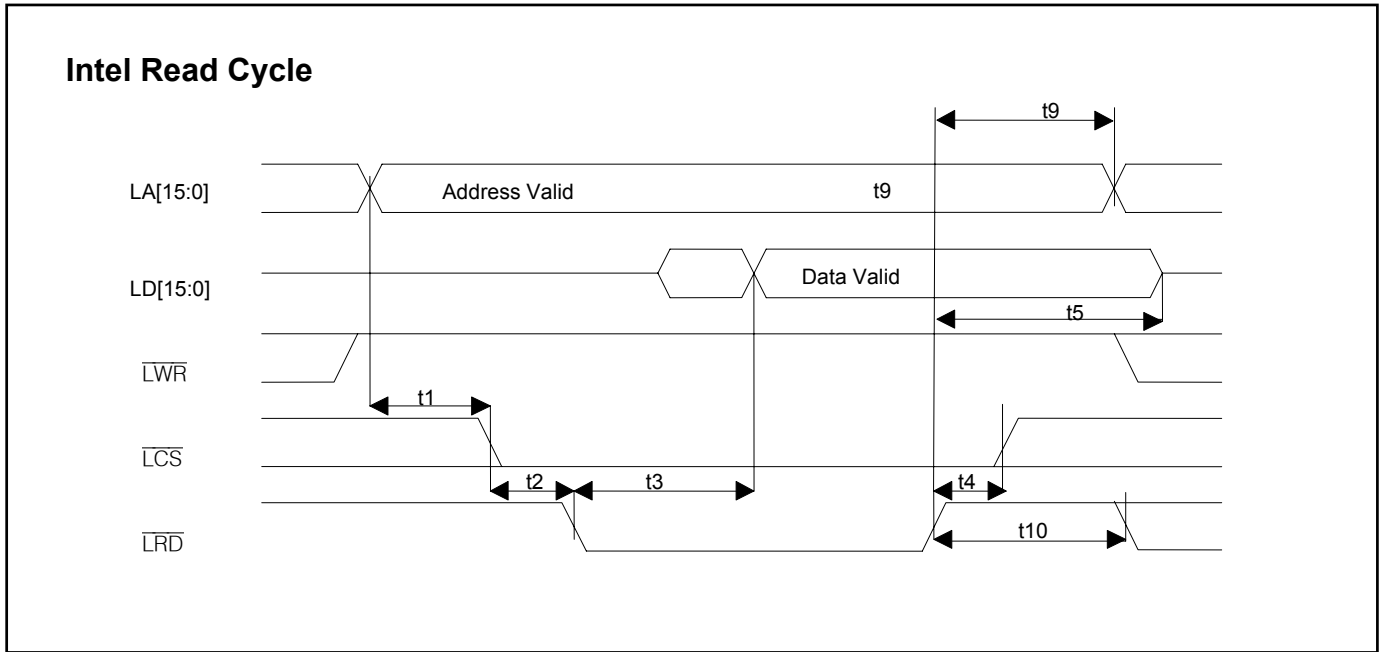 Intel Read Cycle
t9
LA[15:0]
Address Valid
t9
LD[15:0]
Data Valid
t5
LWR
t1
LCS
t2
t3
t4
LRD
t10